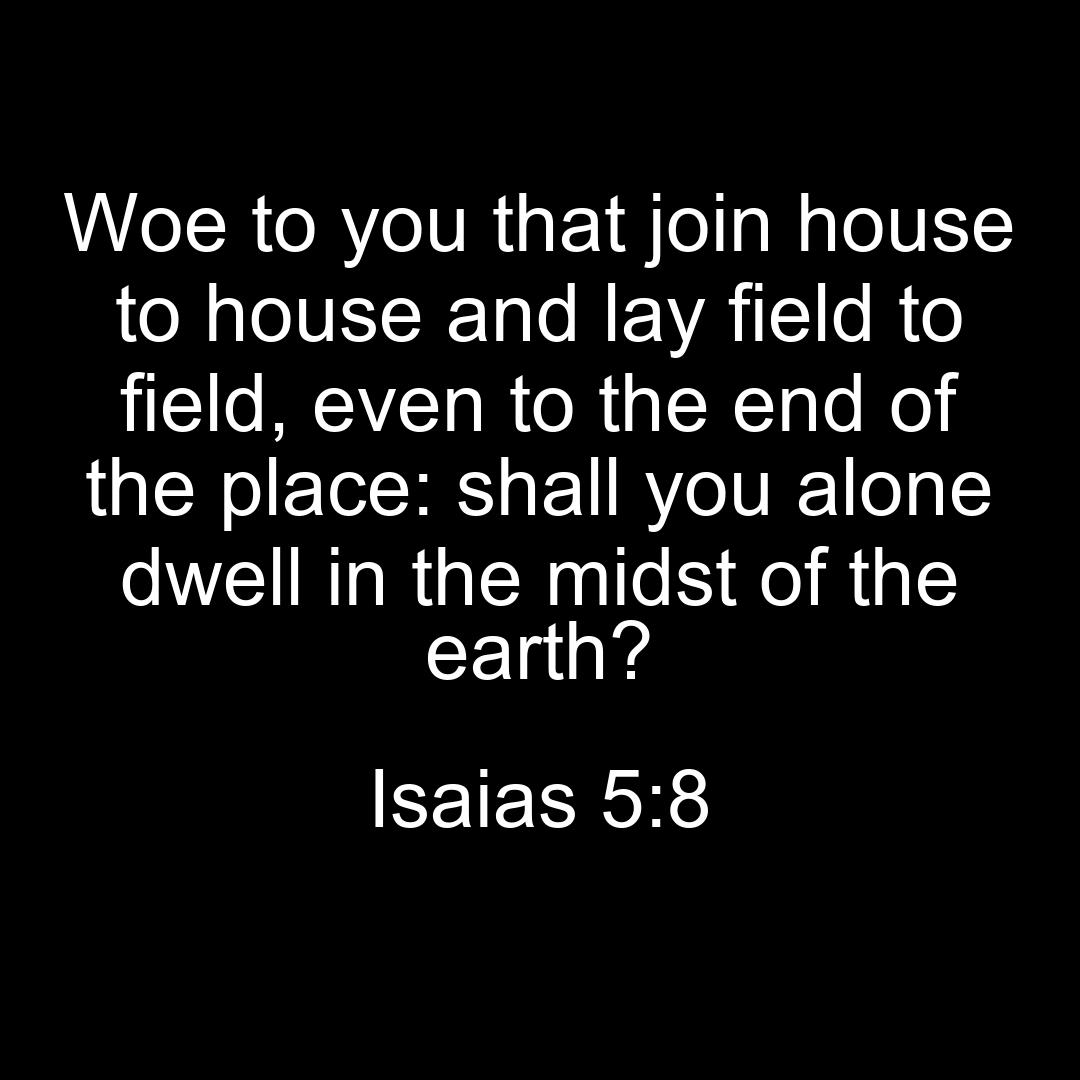 Woe to you that join house
to house and lay field to
field, even to the end of
the place: shall you alone
dwell in the midst of the
earth?
Isaias 5:8